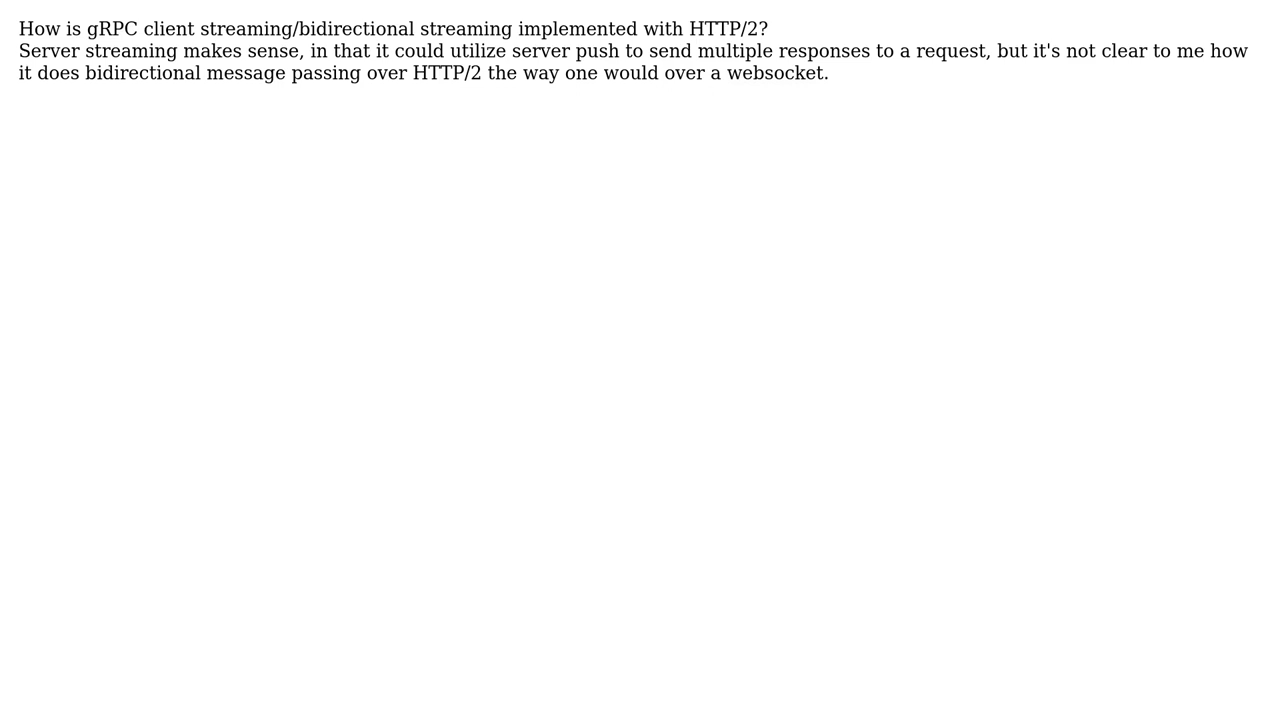 How is gRPC client streaming/bidirectional streaming implemented with HTTP/2?
Server streaming makes sense, in that it could utilize server push to send multiple responses to a request, but it's not clear to me how
it does bidirectional message passing over HTTP/2 the way one would over a websocket.